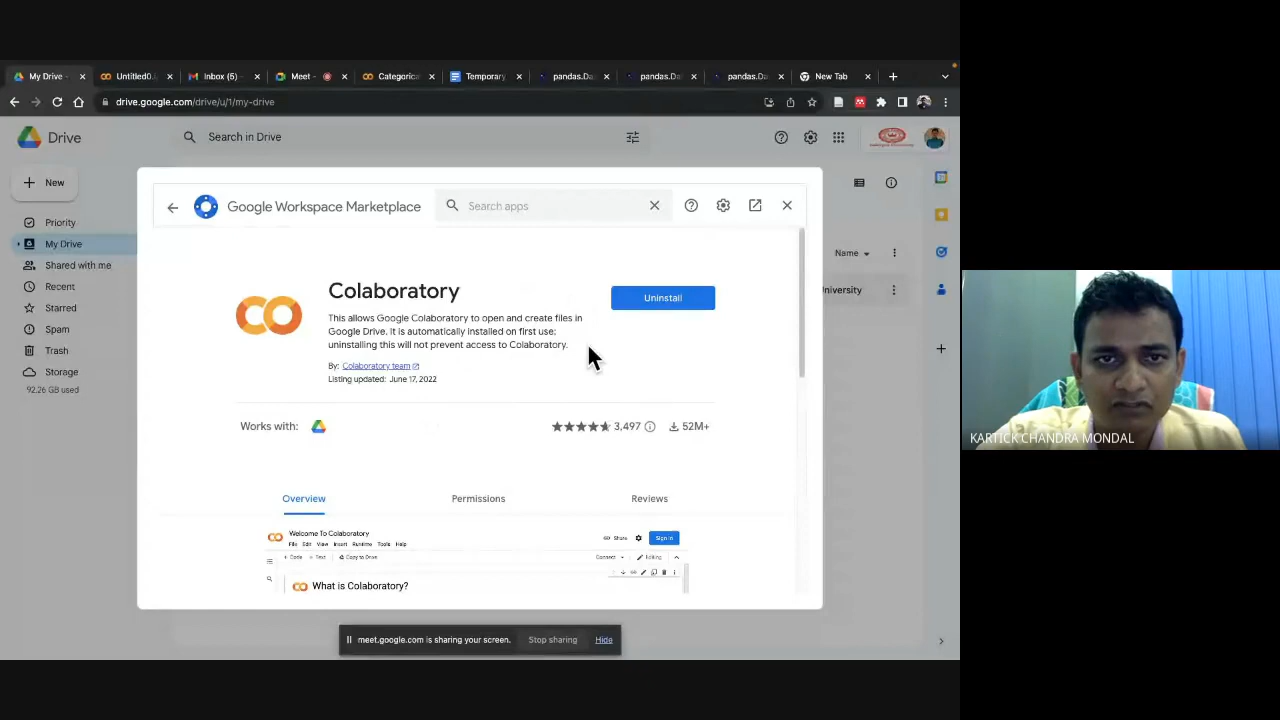 My Drive -
Untitled0.i
Inbox (5) -
Meet -
Categorica
Temporary
pandas.Da
pandas.Da
pandas.Da
New Tab
drive.google.com/drive/u/1/my-drive
Drive
Search in Drive
New
Priority
My Drive
Shared with me
Recent
Starred
Spam
Trash
Storage
92.26 GB used
Name
University
Google Workspace Marketplace
Search apps
Colaboratory
Uninstall
This allows Google Colaboratory to open and create files in
Google Drive. It is automatically installed on first use;
uninstalling this will not prevent access to Colaboratory.
By: Colaboratory team
Listing updated: June 17, 2022
Works with:
3,497
52M+
Overview
Permissions
Reviews
Welcome To Colaboratory
File Edit View Insert Runtime Tools Help
Share
Sign in
+ Code + Text Copy to Drive
Connect
Editing
What is Colaboratory?
meet.google.com is sharing your screen.
Stop sharing
Hide
KARTICK CHANDRA MONDAL